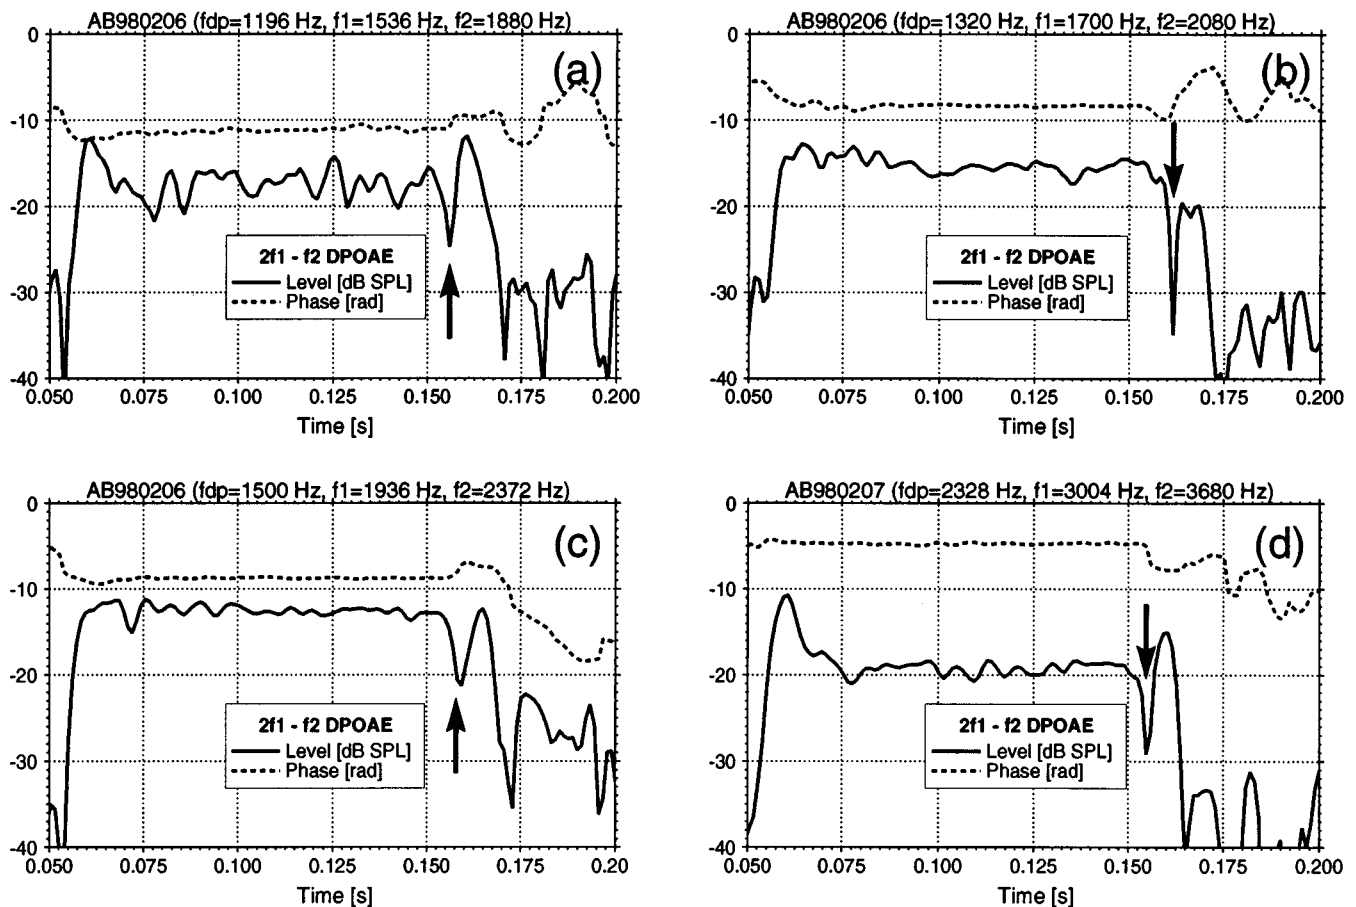 AB980206 (fdp=1196 Hz, f1=1536 Hz, f2=1880 Hz)
0
(a)
-10
-20
2f1 - f2 DPOAE
Level [dB SPL]
-30
Phase [rad]
-40
0.050 0.075 0.100 0.125 0.150 0.175 0.200
Time [s]
AB980206 (fdp=1320 Hz, f1=1700 Hz, f2=2080 Hz)
0
(b)
-10
-20
2f1 - f2 DPOAE
Level [dB SPL]
-30
Phase [rad]
-40
0.050 0.075 0.100 0.125 0.150 0.175 0.200
Time [s]
AB980206 (fdp=1500 Hz, f1=1936 Hz, f2=2372 Hz)
0
(c)
-10
-20
2f1 - f2 DPOAE
Level [dB SPL]
-30
Phase [rad]
-40
0.050 0.075 0.100 0.125 0.150 0.175 0.200
Time [s]
AB980207 (fdp=2328 Hz, f1=3004 Hz, f2=3680 Hz)
0
(d)
-10
-20
2f1 - f2 DPOAE
Level [dB SPL]
-30
Phase [rad]
-40
0.050 0.075 0.100 0.125 0.150 0.175 0.200
Time [s]